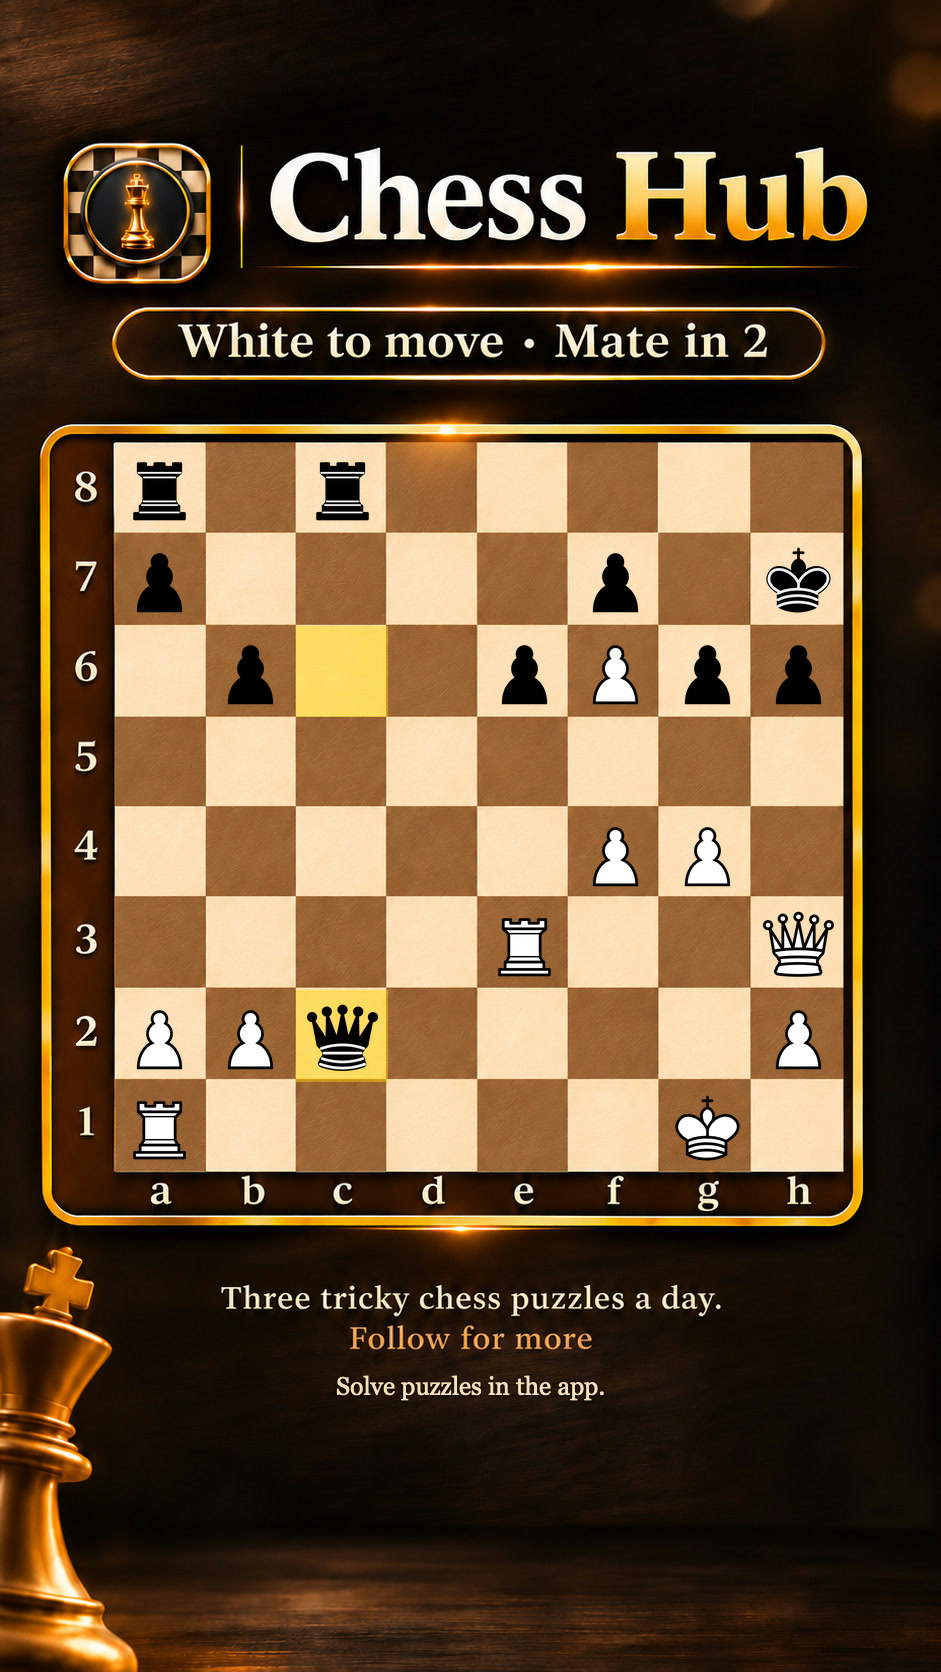 Chess Hub
White to move • Mate in 2
8
7
6
5
4
3
2
1
a b c d e f g h
Three tricky chess puzzles a day.
Follow for more
Solve puzzles in the app.